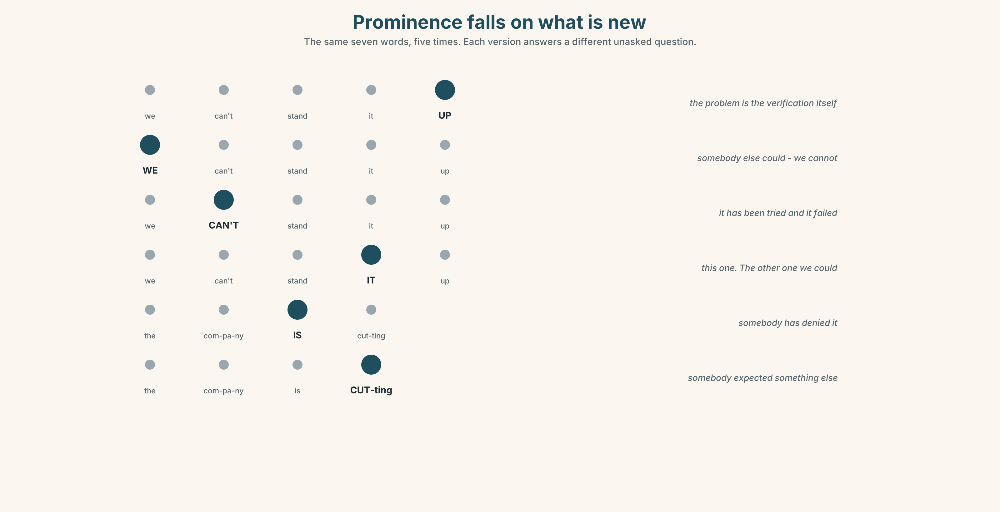 Prominence falls on what is new
The same seven words, five times. Each version answers a different unasked question.
we can't stand it UP
the problem is the verification itself
WE can't stand it up
somebody else could - we cannot
we CAN'T stand it up
it has been tried and it failed
we can't stand IT up
this one. The other one we could
the com-pa-ny IS cut-ting
somebody has denied it
the com-pa-ny is CUT-ting
somebody expected something else